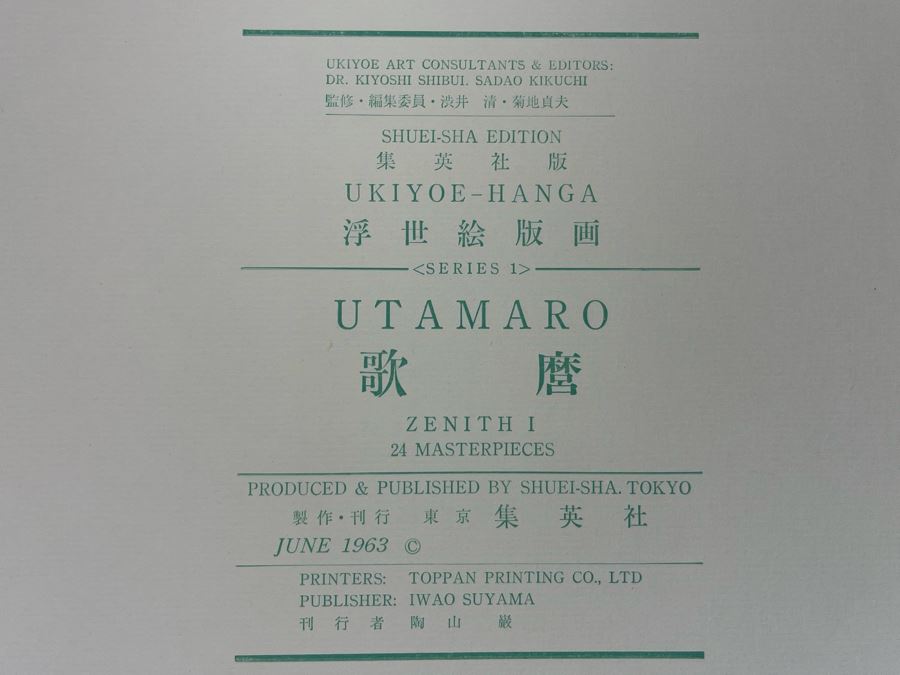 UKIYOE ART CONSULTANTS & EDITORS:
DR. KIYOSHI SHIBUI. SADAO KIKUCHI
監修・編集委員・渋井 清・菊地貞夫
SHUEI-SHA EDITION
集英社版
UKIYOE-HANGA
浮世絵版画
<SERIES 1>
UTAMARO
歌麿
ZENITH I
24 MASTERPIECES
PRODUCED & PUBLISHED BY SHUEI-SHA. TOKYO
製作・刊行 東京 集英社
JUNE 1963 ©
PRINTERS: TOPPAN PRINTING CO., LTD
PUBLISHER: IWAO SUYAMA
刊行者 陶山 巌